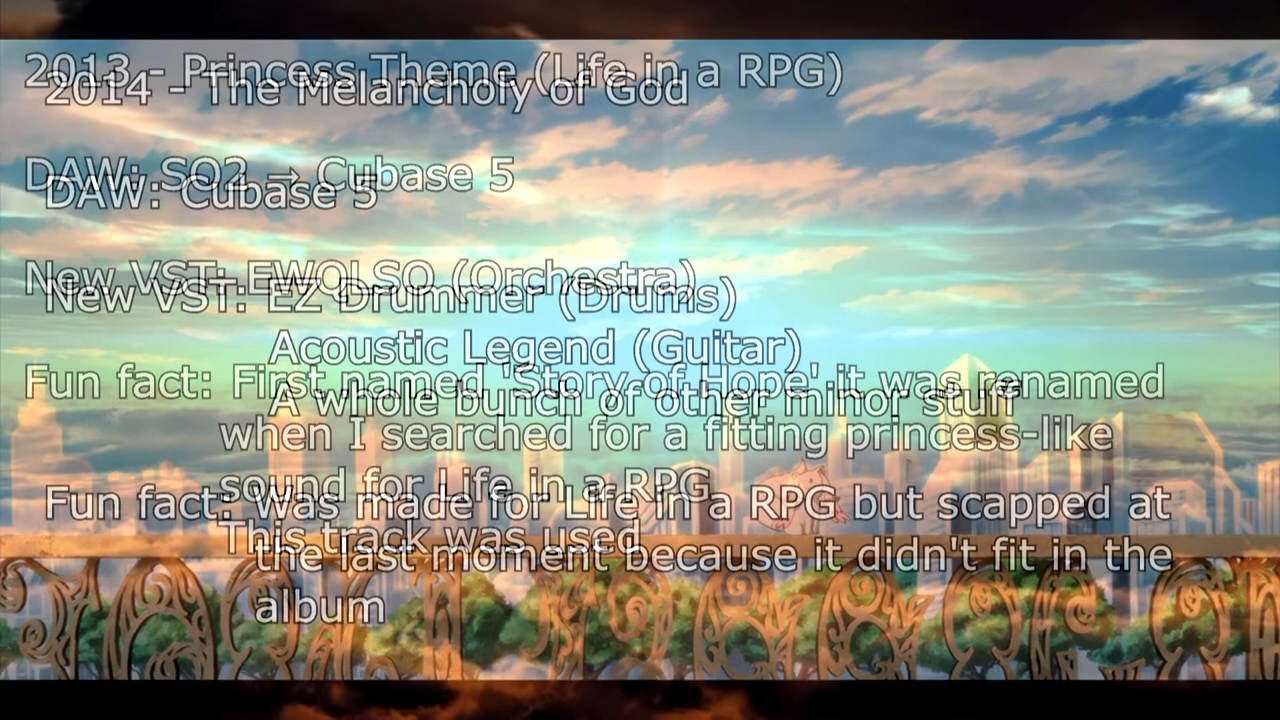 2013 - Princess Theme (Life in a RPG)
DAW: SO2 → Cubase 5
New VST: EWQLSO (Orchestra)
Fun fact: First named 'Story of Hope' it was renamed
when I searched for a fitting princess-like
sound for Life in a RPG
This track was used
2014 - The Melancholy of God
DAW: Cubase 5
New VST: EZ Drummer (Drums)
Acoustic Legend (Guitar)
A whole bunch of other minor stuff
Fun fact: Was made for Life in a RPG but scapped at
the last moment because it didn't fit in the
album